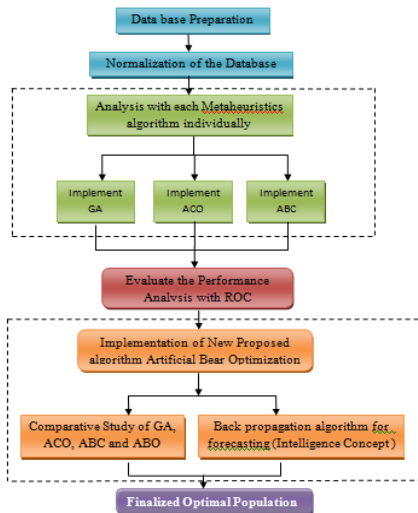 Data base Preparation
Normalization of the Database
Analysis with each Metaheuristics
algorithm individually
Implement
GA
Implement
ACO
Implement
ABC
Evaluate the Performance
Analysis with ROC
Implementation of New Proposed
algorithm Artificial Bear Optimization
Comparative Study of GA,
ACO, ABC and ABO
Back propagation algorithm for
forecasting (Intelligence Concept )
Finalized Optimal Population